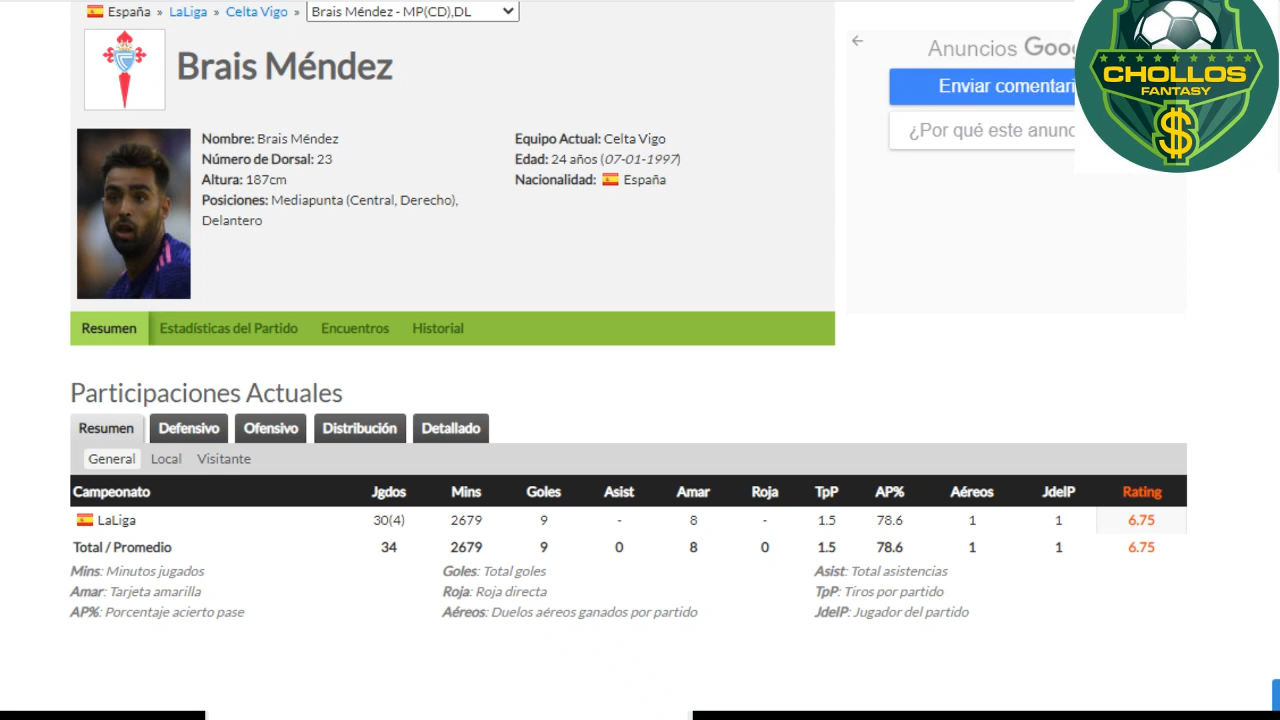 España » LaLiga » Celta Vigo » Brais Méndez - MP(CD),DL
Brais Méndez
Anuncios Goog
Enviar comentari
¿Por qué este anunc
CHOLLOS
FANTASY
$
Nombre: Brais Méndez
Número de Dorsal: 23
Altura: 187cm
Posiciones: Mediapunta (Central, Derecho),
Delantero
Equipo Actual: Celta Vigo
Edad: 24 años (07-01-1997)
Nacionalidad: España
Resumen Estadísticas del Partido Encuentros Historial
Participaciones Actuales
Resumen Defensivo Ofensivo Distribución Detallado
General Local Visitante
Campeonato Jgdos Mins Goles Asist Amar Roja TpP AP% Aéreos JdelP Rating
LaLiga 30(4) 2679 9 - 8 - 1.5 78.6 1 1 6.75
Total / Promedio 34 2679 9 0 8 0 1.5 78.6 1 1 6.75
Mins: Minutos jugados Goles: Total goles Asist: Total asistencias
Amar: Tarjeta amarilla Roja: Roja directa TpP: Tiros por partido
AP%: Porcentaje acierto pase Aéreos: Duelos aéreos ganados por partido JdelP: Jugador del partido